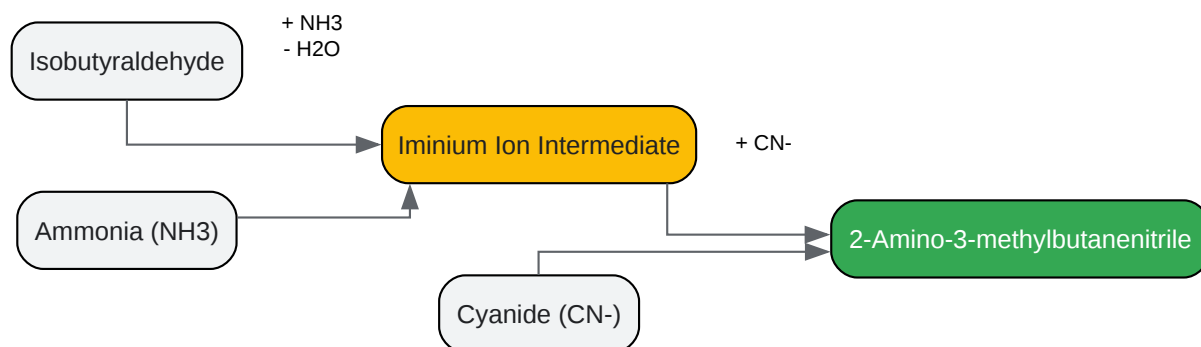 + NH3
- H2O
Isobutyraldehyde
Iminium Ion Intermediate
+ CN-
Ammonia (NH3)
2-Amino-3-methylbutanenitrile
Cyanide (CN-)